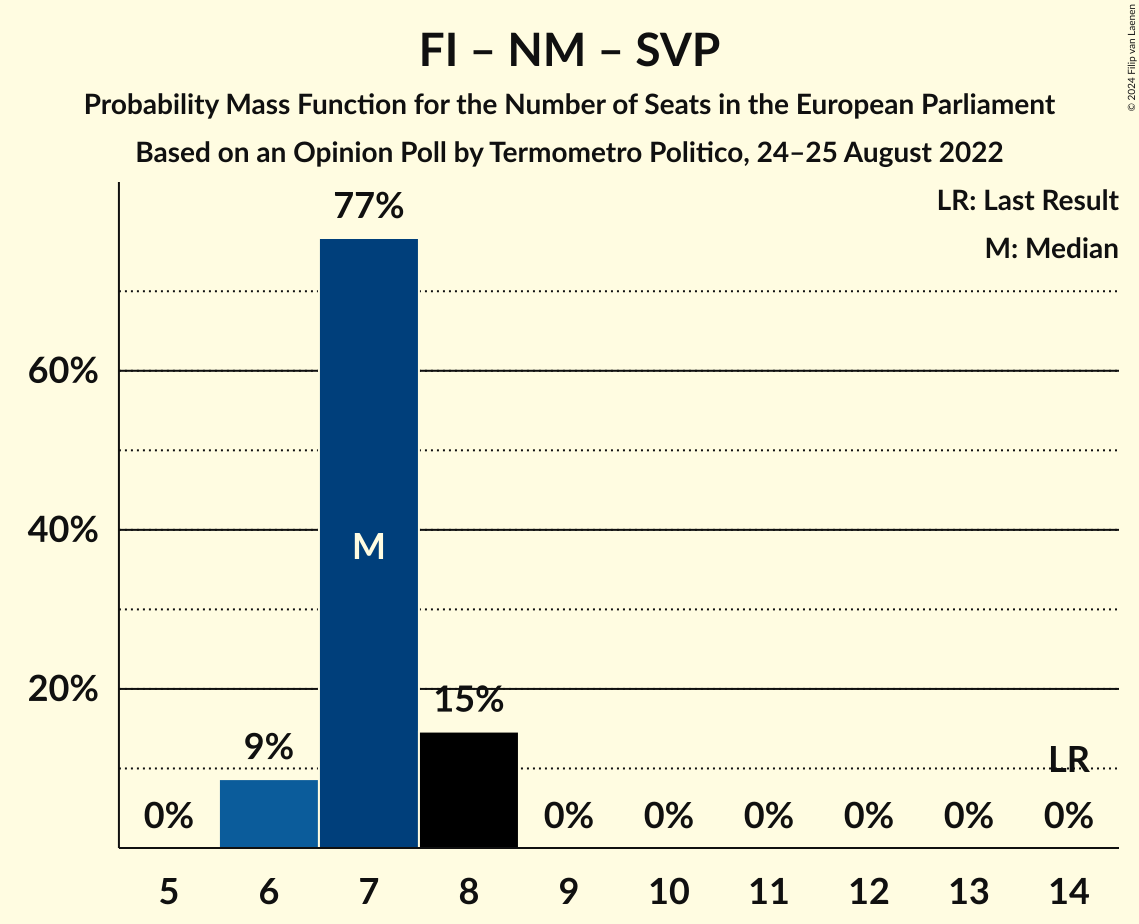 FI – NM – SVP
Probability Mass Function for the Number of Seats in the European Parliament
Based on an Opinion Poll by Termometro Politico, 24–25 August 2022
© 2024 Filip van Laenen
LR: Last Result
M: Median
77%
60%
40%
M
20%
15%
9%
LR
0% 0% 0% 0% 0% 0% 0%
5 6 7 8 9 10 11 12 13 14